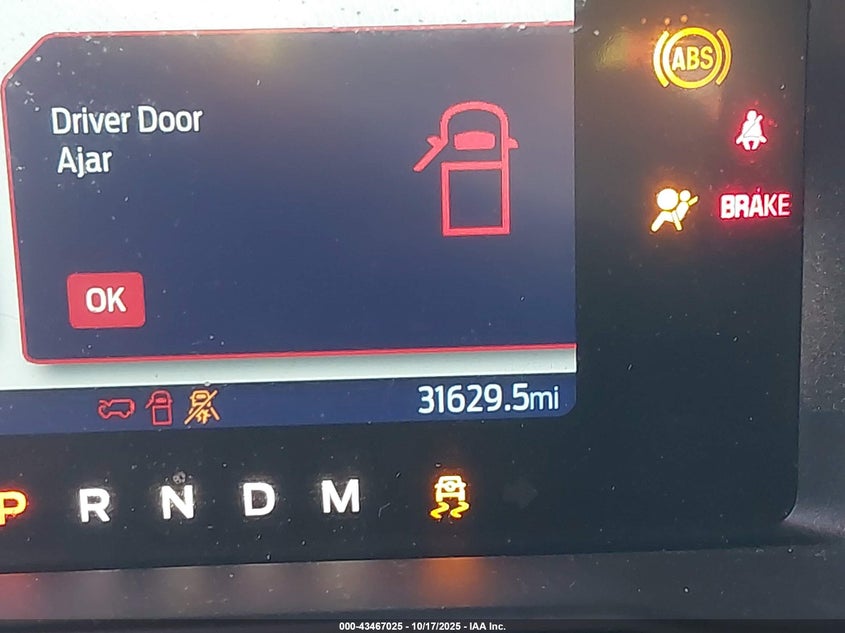 Driver Door
Ajar
OK
ABS
BRAKE
31629.5mi
P R N D M
000-43467025 - 10/17/2025 - IAA Inc.